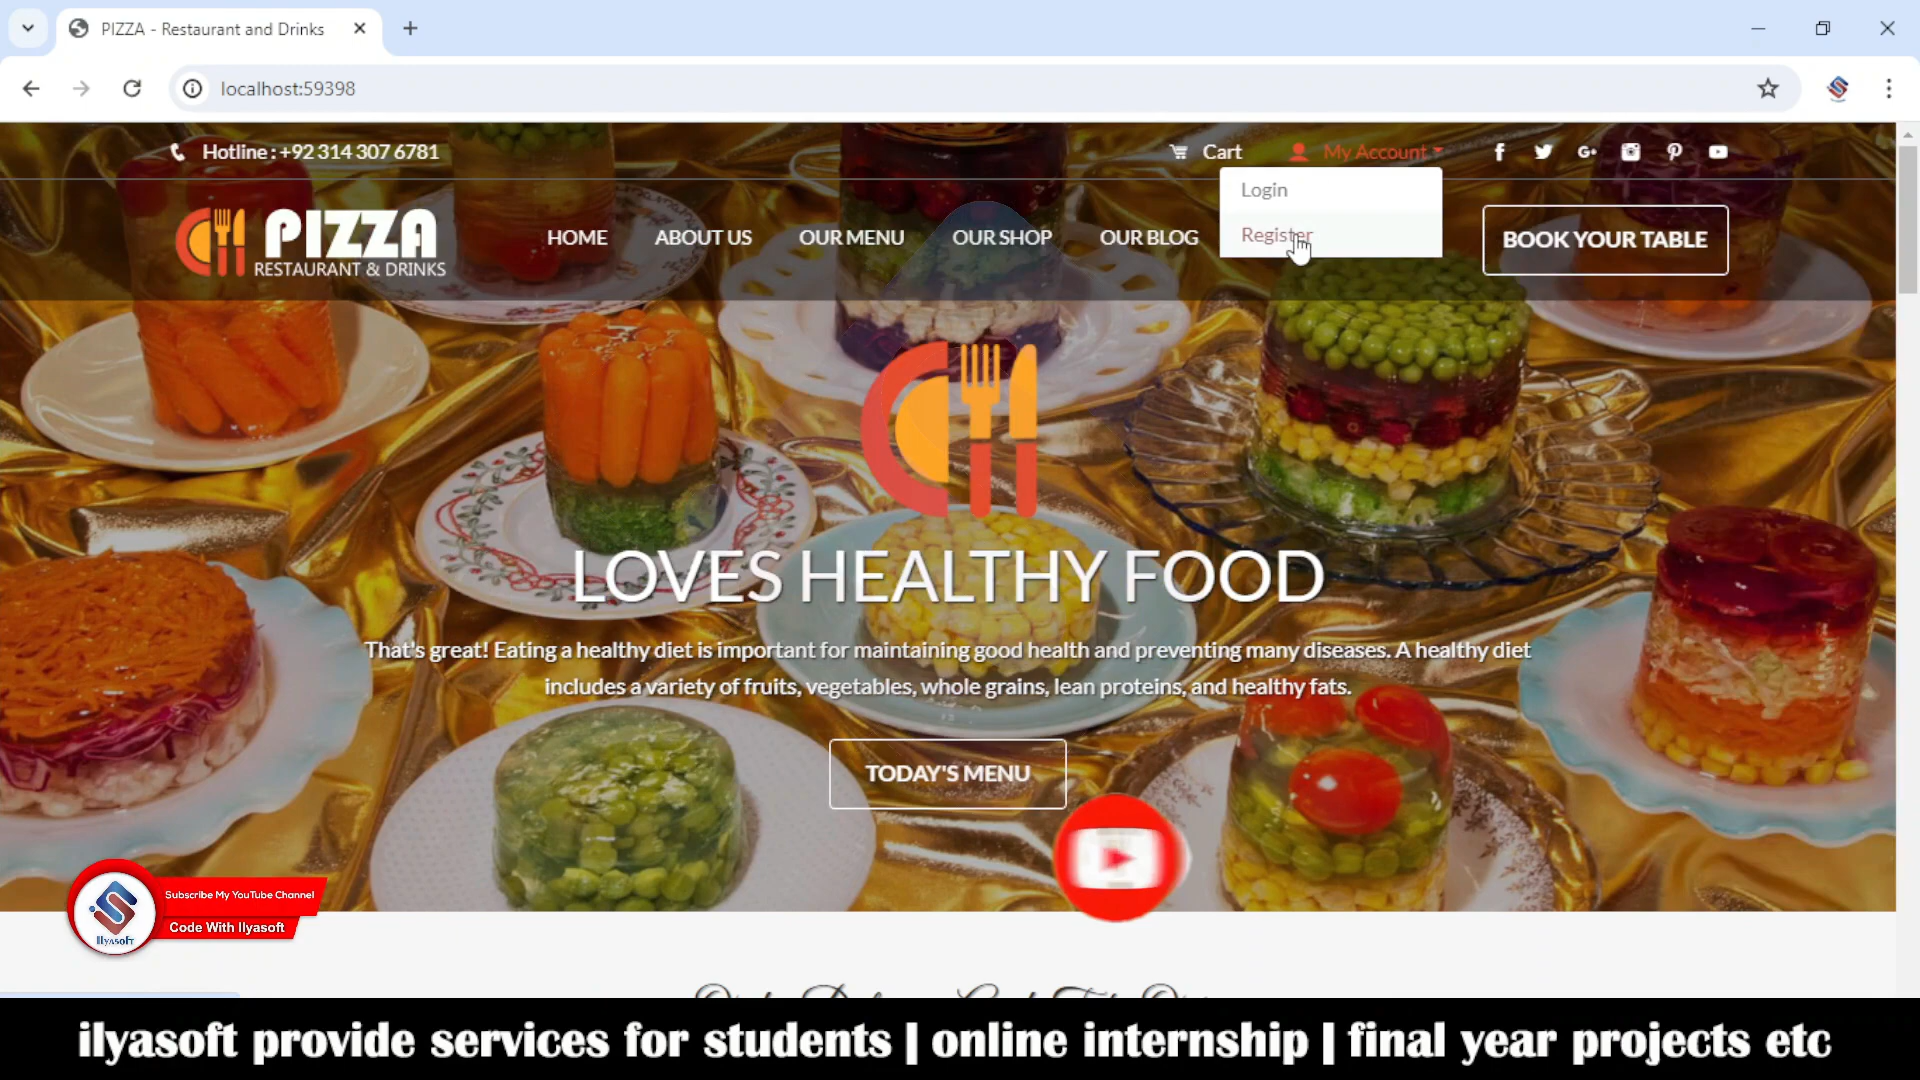 PIZZA - Restaurant and Drinks
localhost:59398
Hotline : +92 314 307 6781
Cart
My Account
Login
Register
PIZZA
RESTAURANT & DRINKS
HOME
ABOUT US
OUR MENU
OUR SHOP
OUR BLOG
BOOK YOUR TABLE
LOVES HEALTHY FOOD
That's great! Eating a healthy diet is important for maintaining good health and preventing many diseases. A healthy diet
includes a variety of fruits, vegetables, whole grains, lean proteins, and healthy fats.
TODAY'S MENU
Subscribe My YouTube Channel
Code With Ilyasoft
Ilyasoft
ilyasoft provide services for students | online internship | final year projects etc